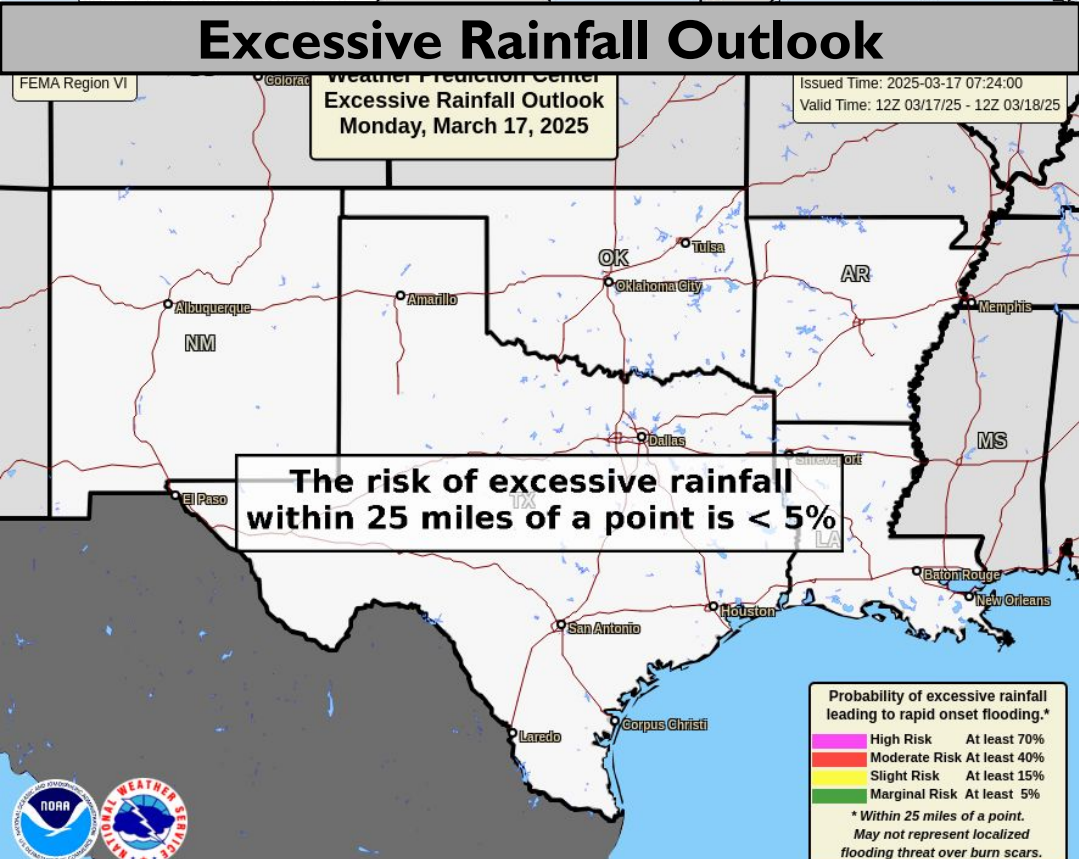 Excessive Rainfall Outlook
FEMA Region VI
Weather Prediction Center
Excessive Rainfall Outlook
Monday, March 17, 2025
Issued Time: 2025-03-17 07:24:00
Valid Time: 12Z 03/17/25 - 12Z 03/18/25
Colorad
Tulsa
OK
Oklahoma City
AR
Albuquerque
Amarillo
Memphis
NM
Dallas
MS
Shreveport
The risk of excessive rainfall
within 25 miles of a point is < 5%
El Paso
TX
LA
Baton Rouge
New Orleans
Houston
San Antonio
Corpus Christi
Laredo
Probability of excessive rainfall
leading to rapid onset flooding.*
High Risk At least 70%
Moderate Risk At least 40%
Slight Risk At least 15%
Marginal Risk At least 5%
* Within 25 miles of a point.
May not represent localized
flooding threat over burn scars.
NOAA
NATIONAL WEATHER SERVICE